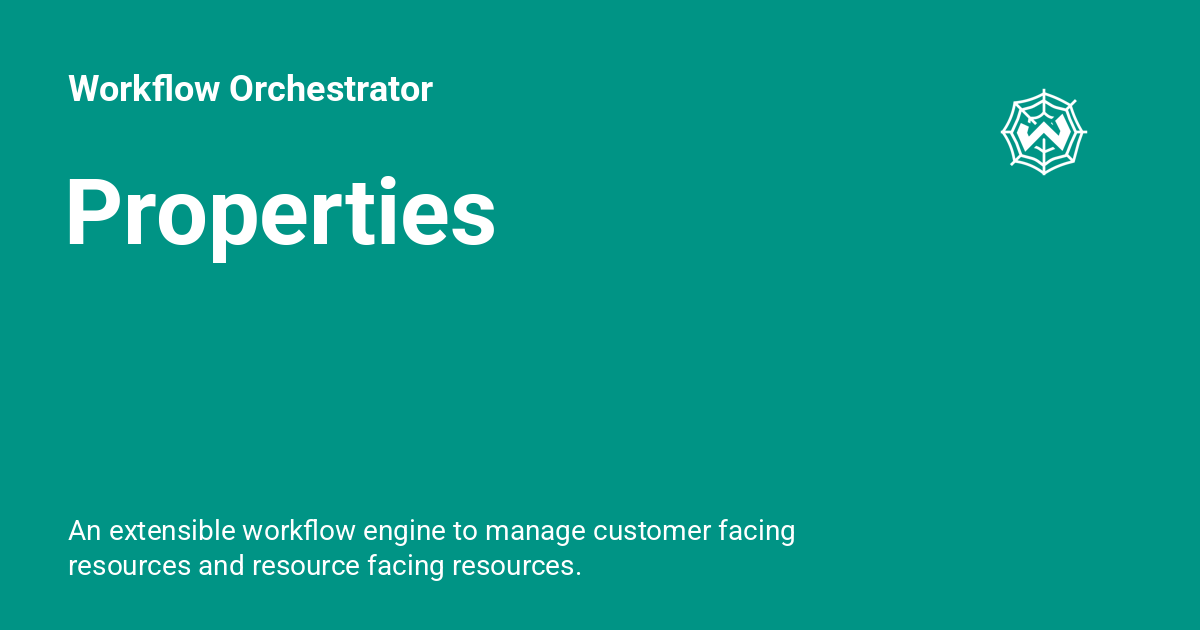 Workflow Orchestrator
Properties
An extensible workflow engine to manage customer facing
resources and resource facing resources.